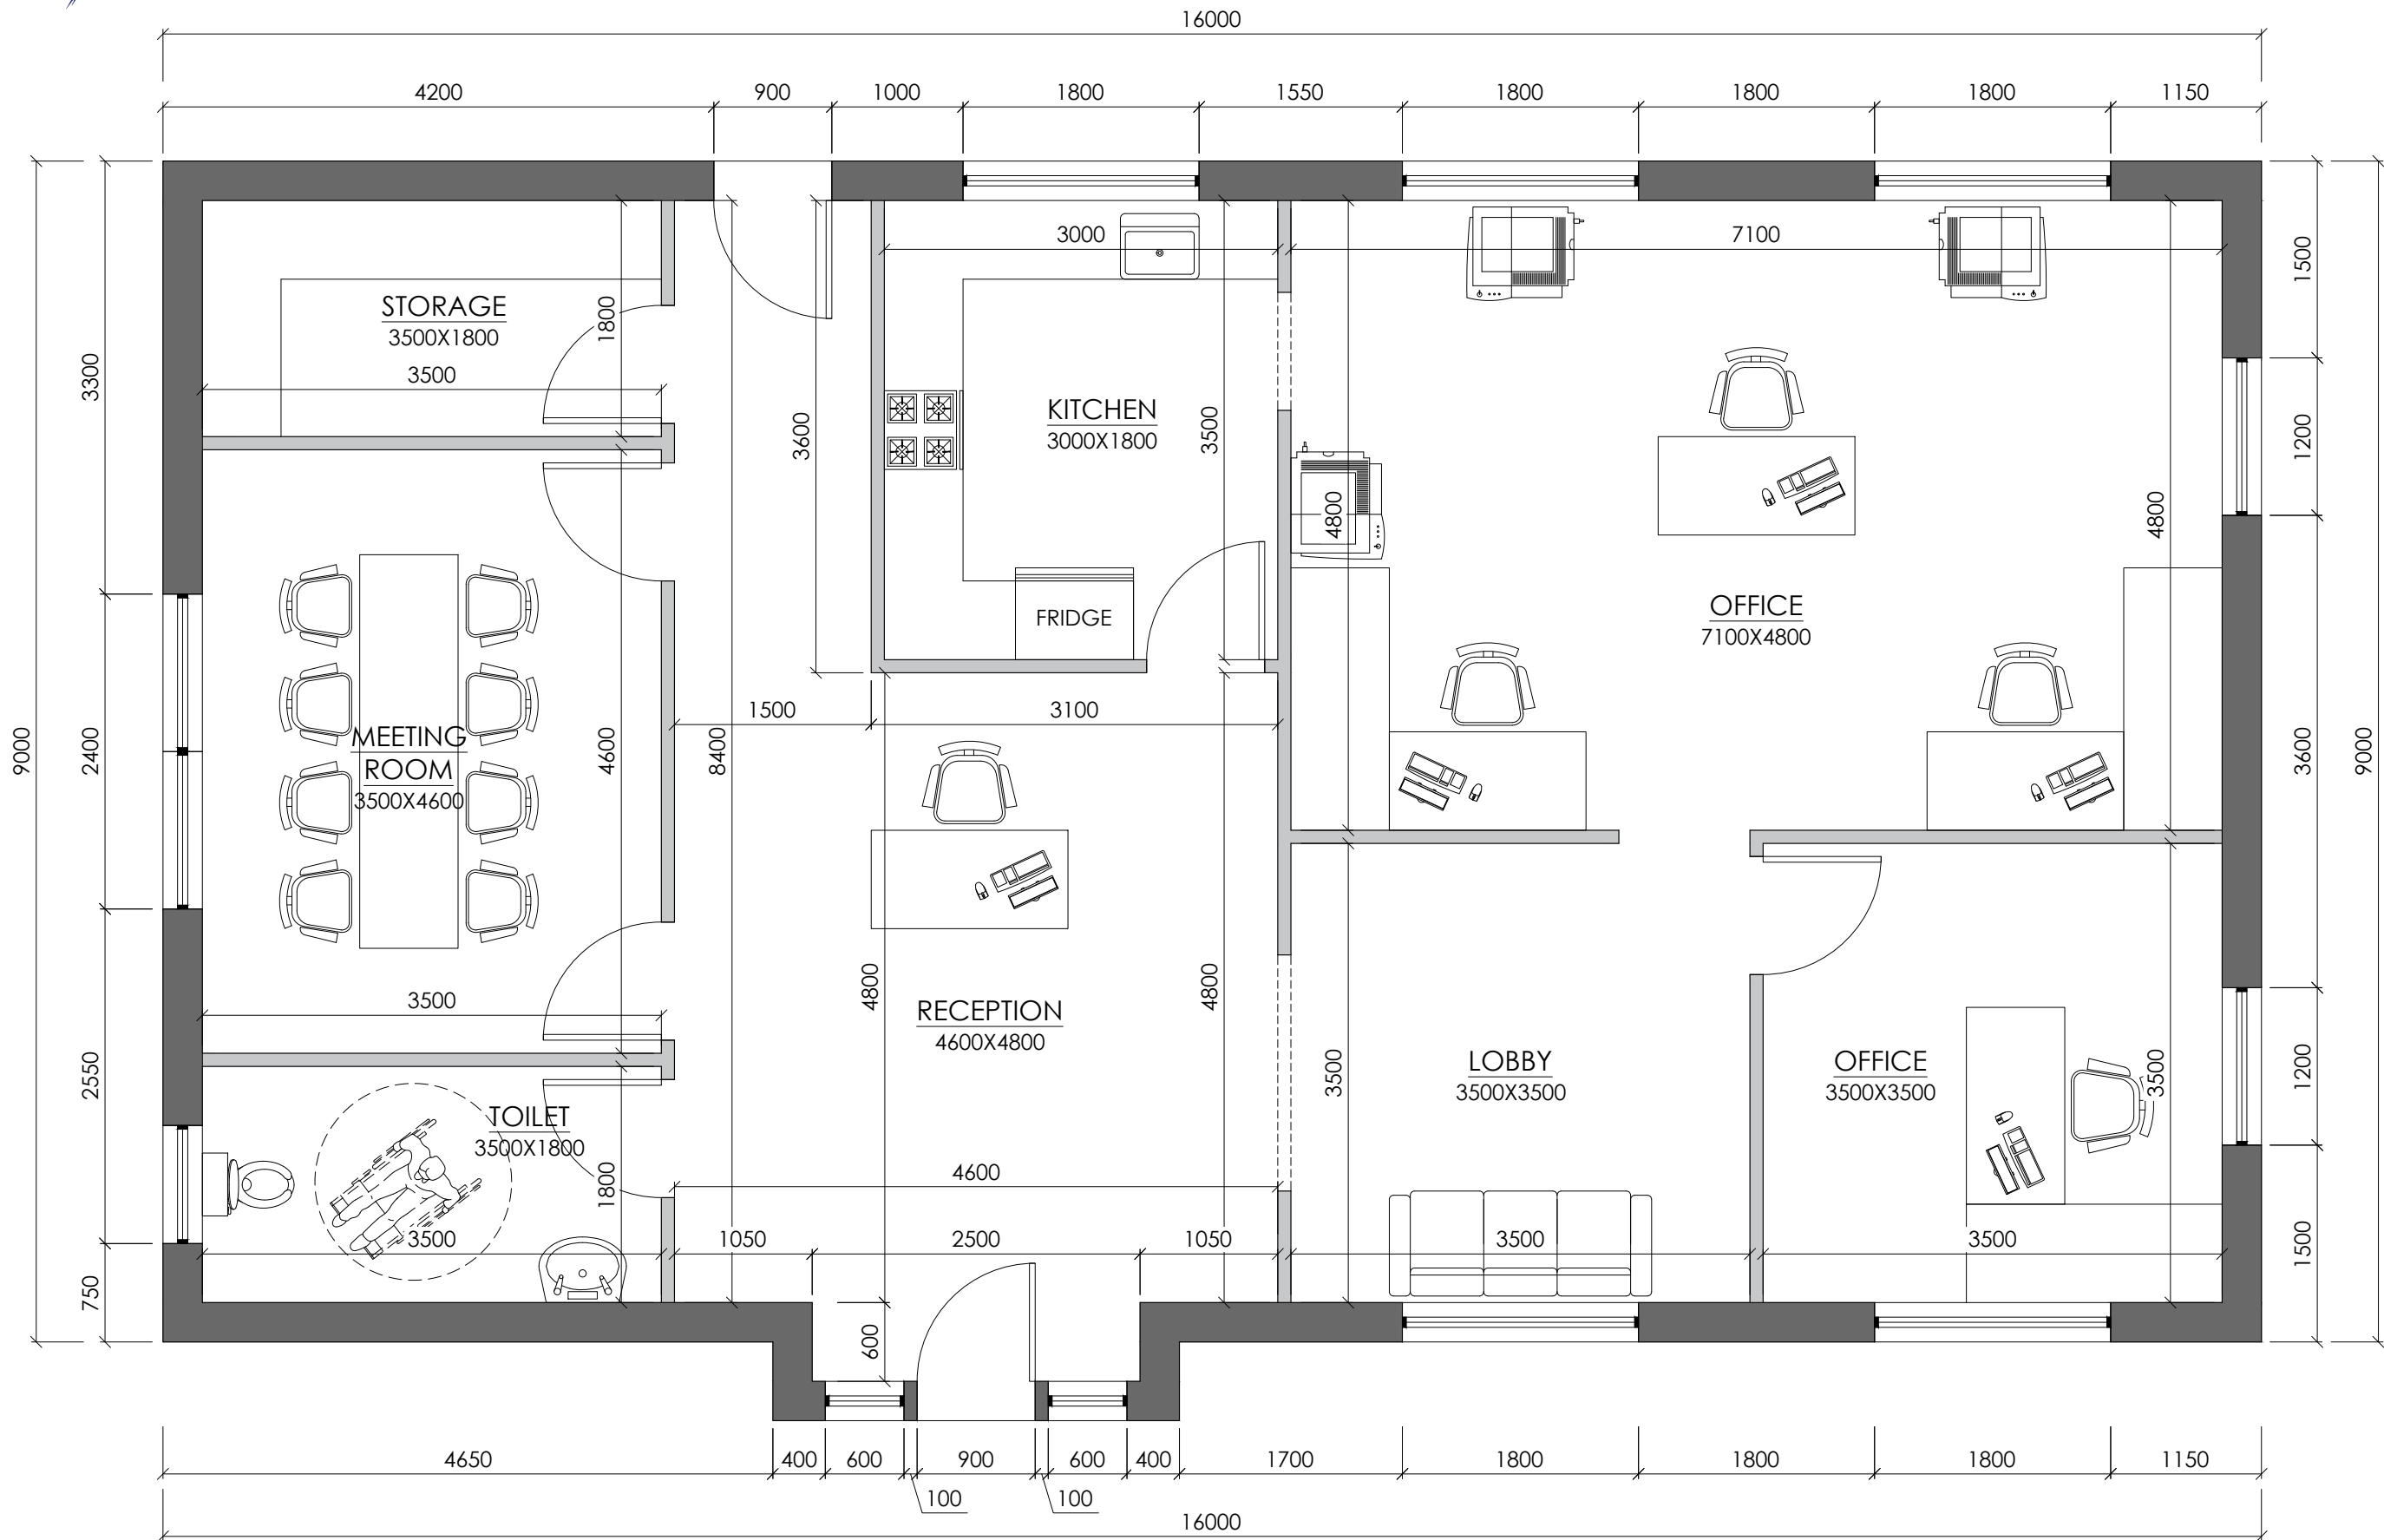 16000
4200 900 1000 1800 1550 1800 1800 1800 1150
3000 7100
1500
STORAGE
3500X1800
1800
3500
3300
3600
KITCHEN
3000X1800
3500
1200
4800 4800
FRIDGE
OFFICE
7100X4800
1500 3100
9000
2400
MEETING
ROOM
3500X4600
4600
8400
3600
9000
3500
4800
4800
RECEPTION
4600X4800
2550
LOBBY
3500X3500
3500
OFFICE
3500X3500
3500
1200
TOILET
3500X1800
1800
4600
3500 1050 2500 1050 3500 3500
1500
750
600
4650 400 600 900 600 400 1700 1800 1800 1800 1150
100 100
16000